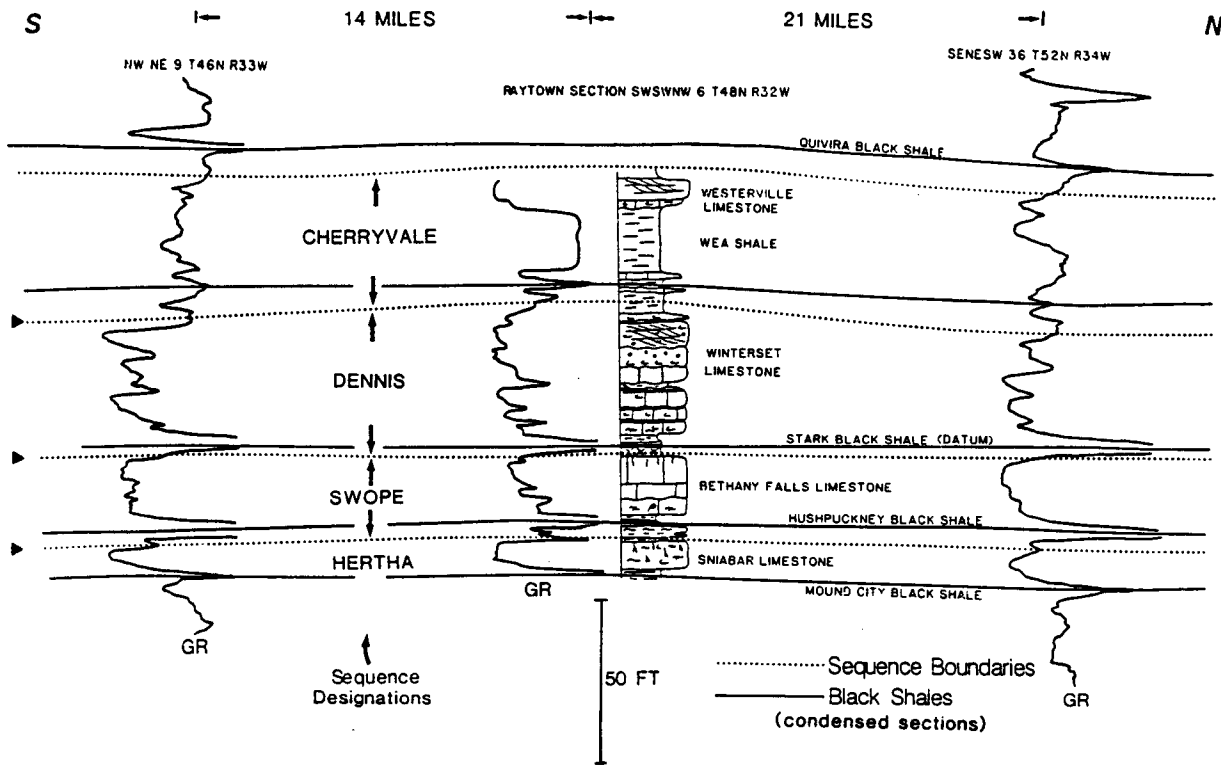 S
14 MILES
21 MILES
N
NW NE 9 T46N R33W
SENESW 36 T52N R34W
RAYTOWN SECTION SWSWNW 6 T48N R32W
QUIVIRA BLACK SHALE
WESTERVILLE
LIMESTONE
CHERRYVALE
WEA SHALE
WINTERSET
LIMESTONE
DENNIS
STARK BLACK SHALE (DATUM)
SWOPE
BETHANY FALLS LIMESTONE
HUSHPUCKNEY BLACK SHALE
HERTHA
SNIABAR LIMESTONE
GR
MOUND CITY BLACK SHALE
GR
Sequence
Designations
50 FT
Sequence Boundaries
Black Shales
(condensed sections)
GR